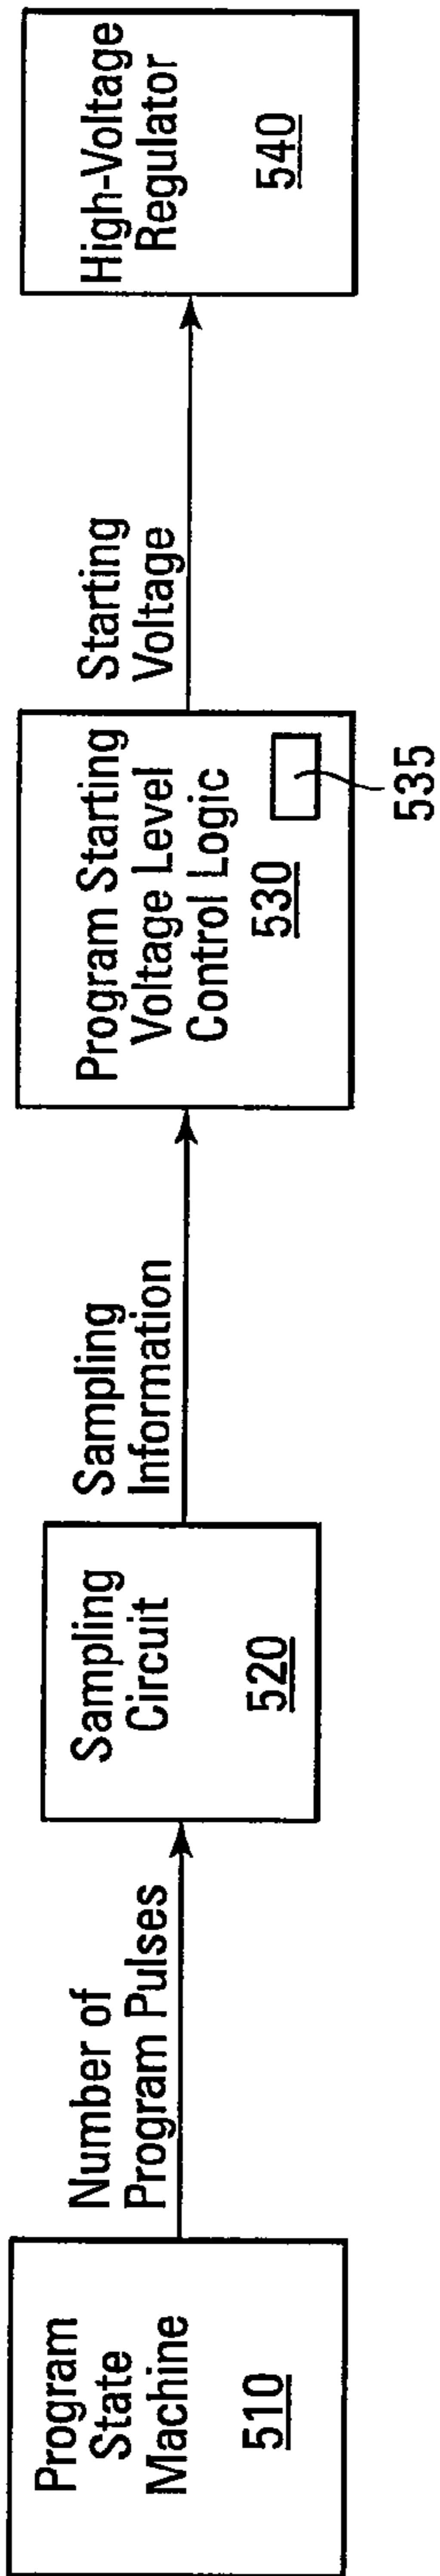 Program
State
Machine
510
Number of
Program Pulses
Sampling
Circuit
520
Sampling
Information
Program Starting
Voltage Level
Control Logic
530
535
Starting
Voltage
High-Voltage
Regulator
540